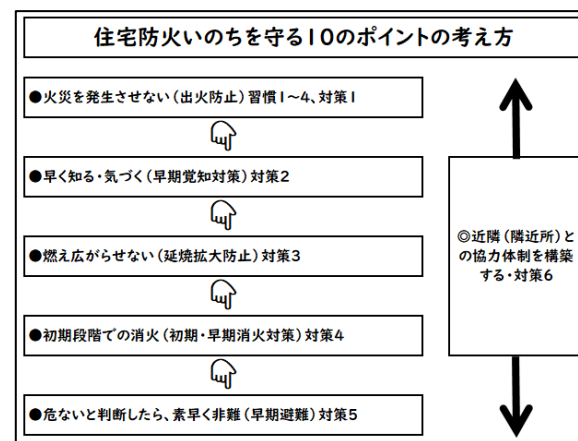 住宅防火いのちを守る10のポイントの考え方
●火災を発生させない(出火防止)習慣1~4、対策1
●早く知る・気づく(早期覚知対策)対策2
●燃え広がらせない(延焼拡大防止)対策3
●初期段階での消火(初期・早期消火対策)対策4
●危ないと判断したら、素早く非難(早期避難)対策5
◎近隣(隣近所)と
の協力体制を構築
する・対策6